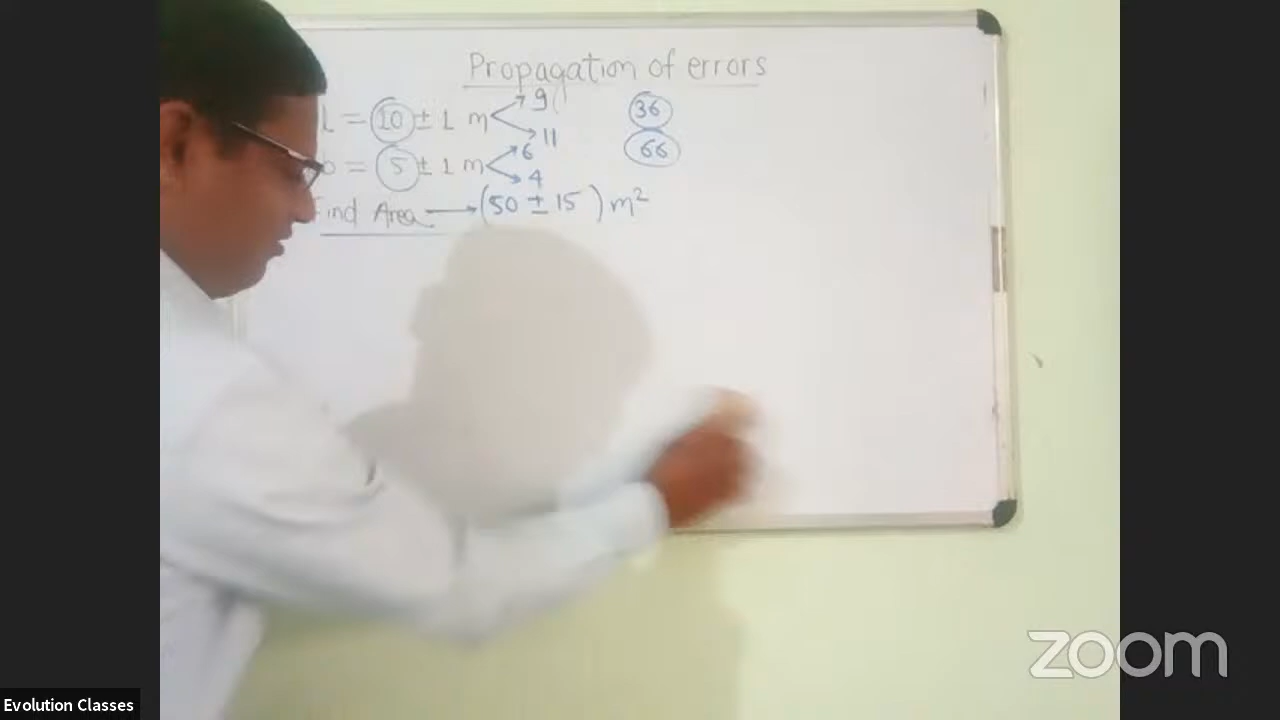 Propagation of errors
l = 10 ± 1 m 9 11 36
b = 5 ± 1 m 6 4 66
Find Area → (50 ± 15) m²
Evolution Classes
zoom